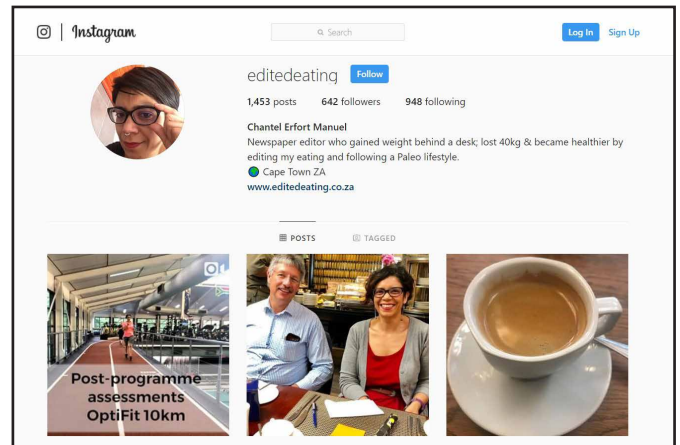 Instagram Search Log In Sign Up
editedeating Follow
1,453 posts 642 followers 948 following
Chantel Erfort Manuel
Newspaper editor who gained weight behind a desk; lost 40kg & became healthier by
editing my eating and following a Paleo lifestyle.
Cape Town ZA
www.editedeating.co.za
POSTS TAGGED
Post-programme
assessments
OptiFit 10km